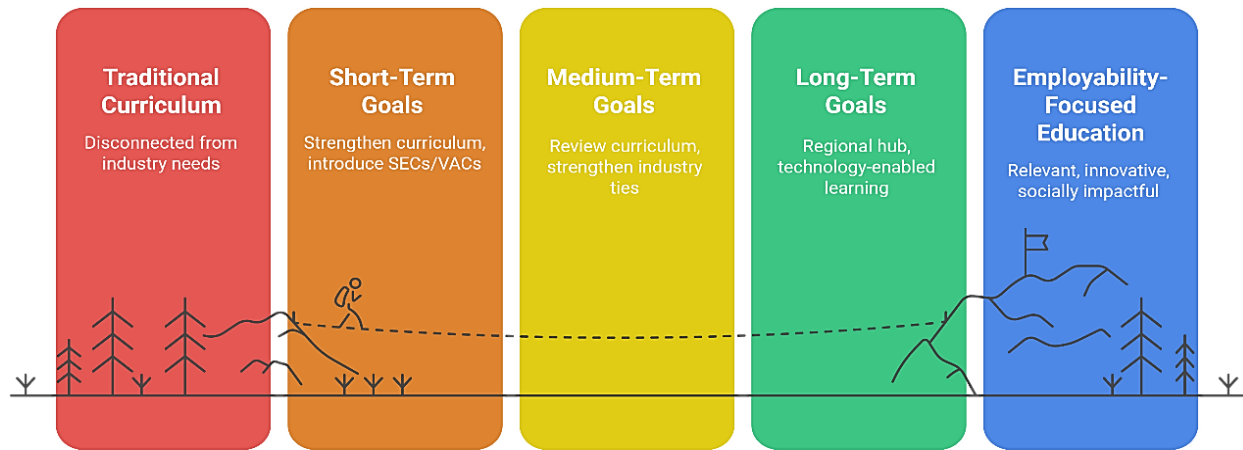 Traditional
Curriculum
Disconnected from
industry needs
Short-Term
Goals
Strengthen curriculum,
introduce SECs/VACs
Medium-Term
Goals
Review curriculum,
strengthen industry
ties
Long-Term
Goals
Regional hub,
technology-enabled
learning
Employability-
Focused
Education
Relevant, innovative,
socially impactful